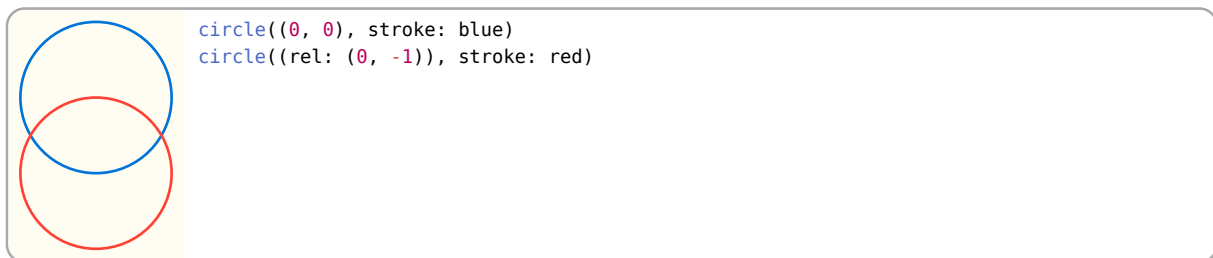 circle((0, 0), stroke: blue)
circle((rel: (0, -1)), stroke: red)